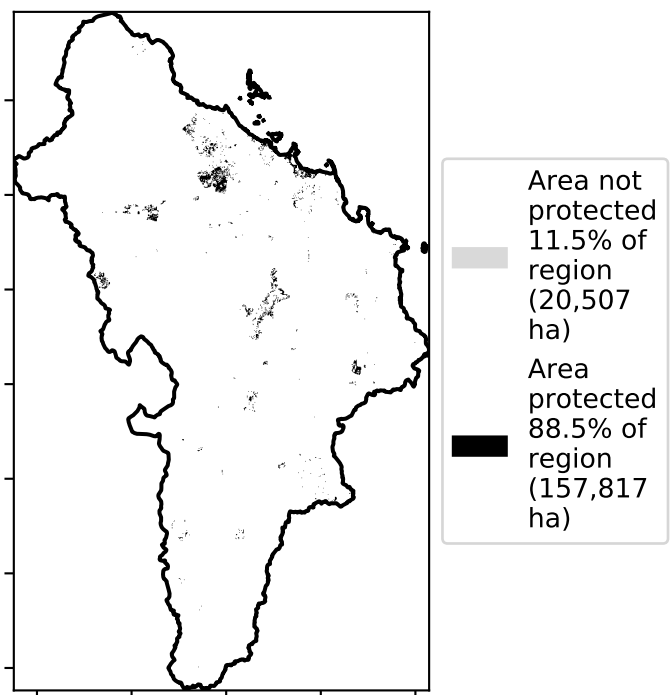 Area not
protected
11.5% of
region
(20,507
ha)
Area
protected
88.5% of
region
(157,817
ha)